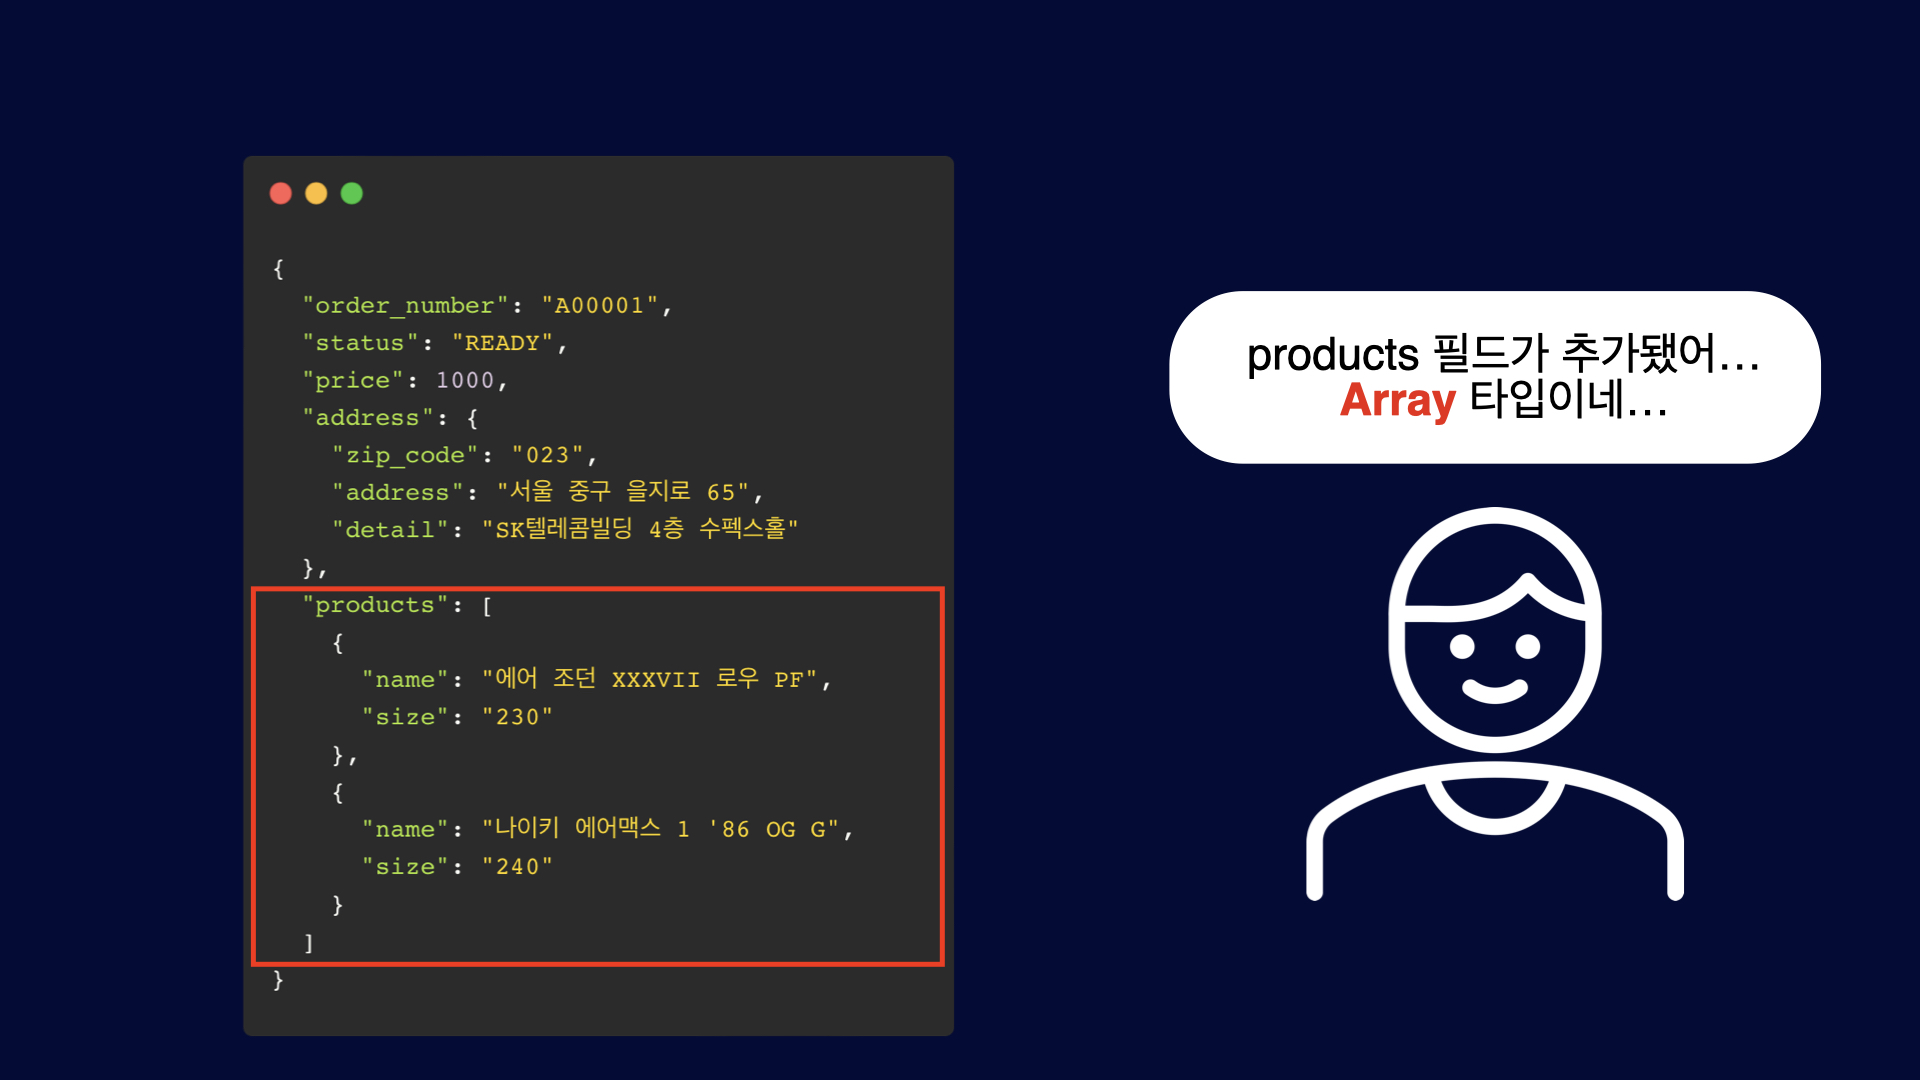 {
  "order_number": "A00001",
  "status": "READY",
  "price": 1000,
  "address": {
    "zip_code": "023",
    "address": "서울 중구 을지로 65",
    "detail": "SK텔레콤빌딩 4층 수펙스홀"
  },
  "products": [
    {
      "name": "에어 조던 XXXVII 로우 PF",
      "size": "230"
    },
    {
      "name": "나이키 에어맥스 1 '86 OG G",
      "size": "240"
    }
  ]
}
products 필드가 추가됐어...
Array 타입이네...